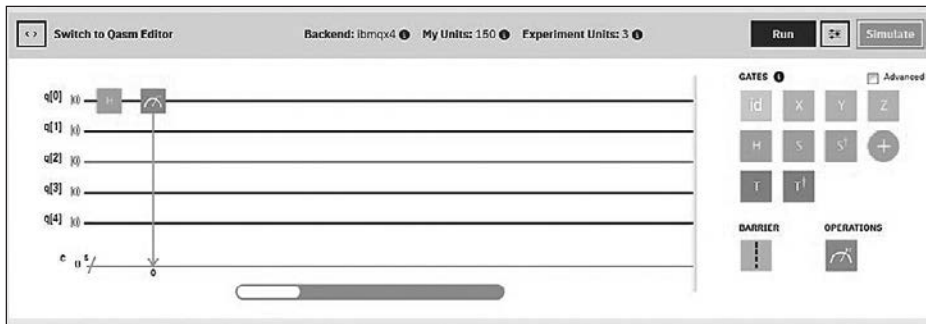 Switch to Qasm Editor Backend: ibmqx4 My Units: 150 Experiment Units: 3 Run Simulate
GATES Advanced
q[0] |0⟩ H
q[1] |0⟩
q[2] |0⟩
q[3] |0⟩
q[4] |0⟩
c 0 5
0
id X Y Z
H S S† +
T T†
BARRIER OPERATIONS